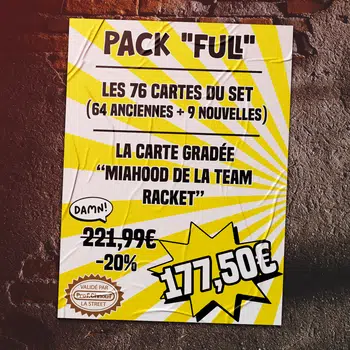 PACK "FULL"
LES 76 CARTES DU SET
(64 ANCIENNES + 9 NOUVELLES)
LA CARTE GRADÉE
“MIAHOOD DE LA TEAM
RACKET”
DAMN!
221,99€
-20%
177,50€
VALIDÉ PAR
LA STREET